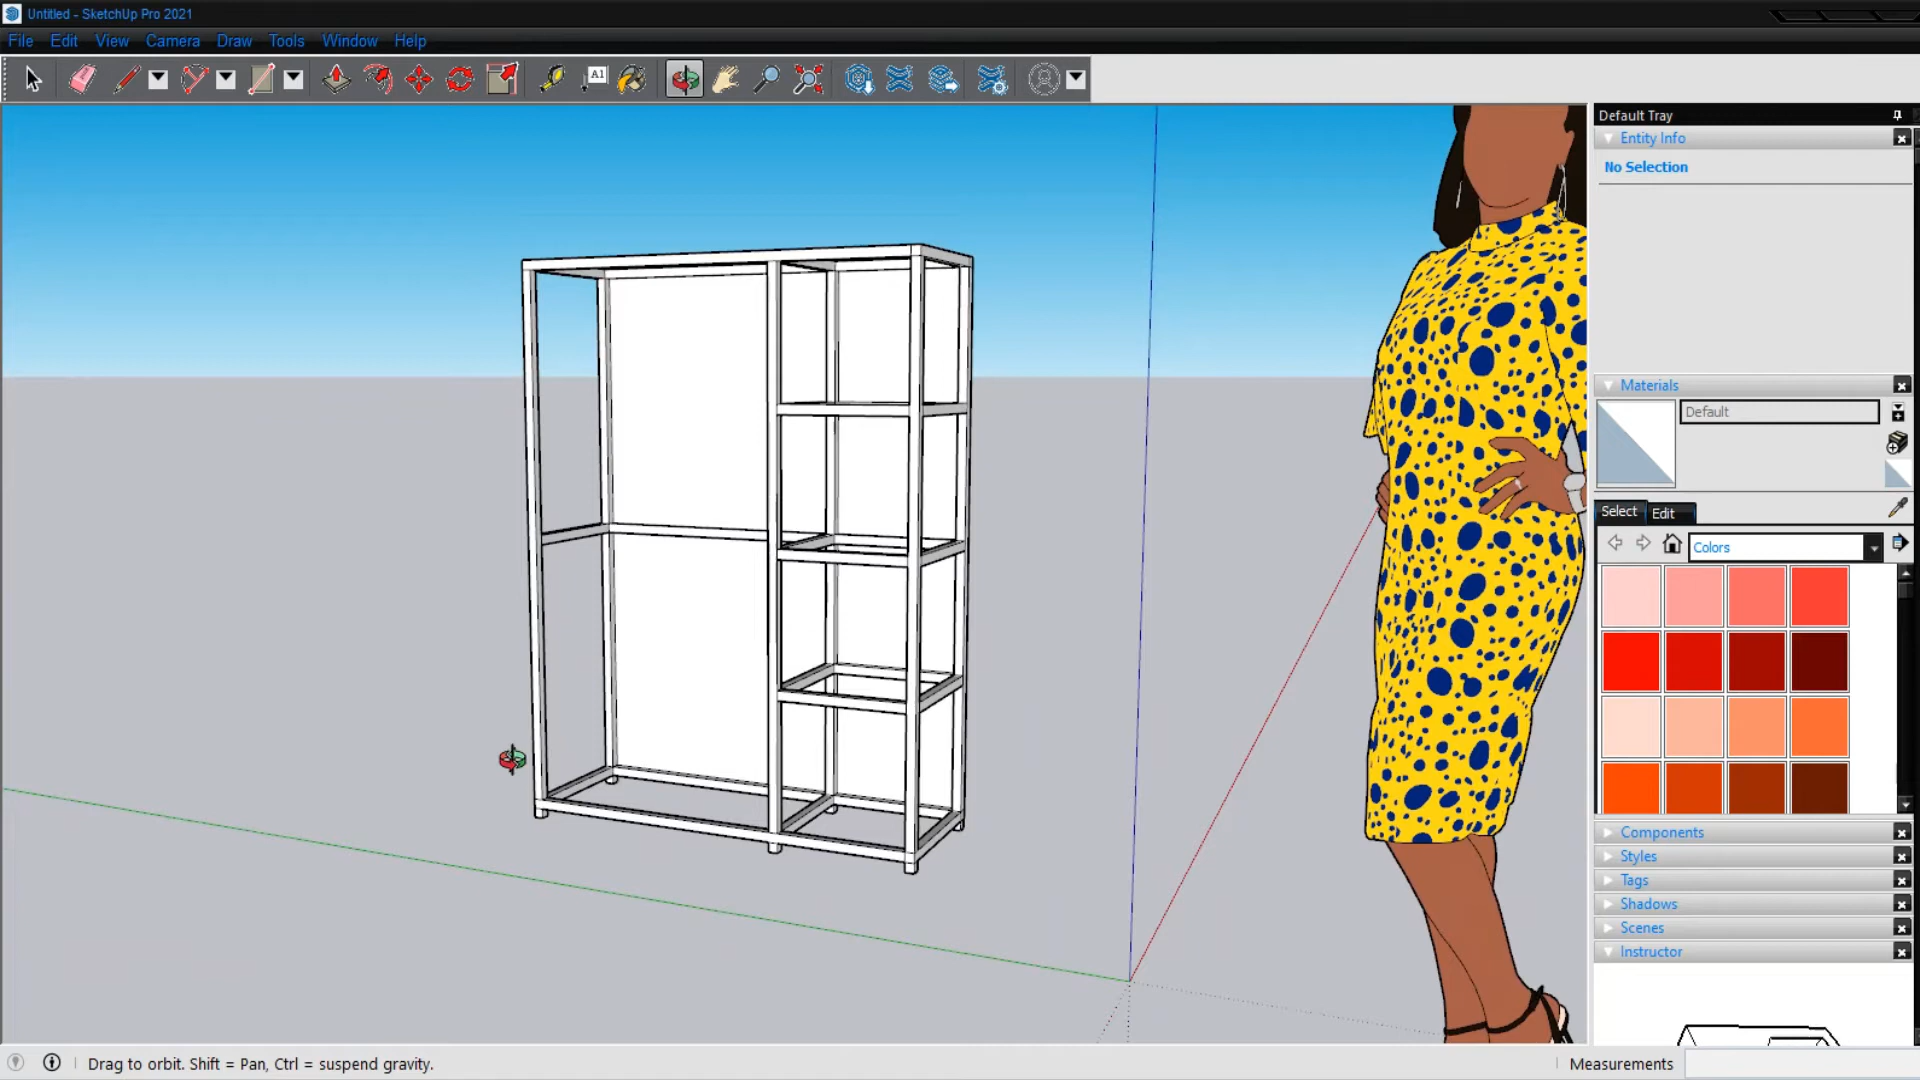 Untitled - SketchUp Pro 2021
File Edit View Camera Draw Tools Window Help
A1
Default Tray
Entity Info
No Selection
Materials
Default
Select Edit
Colors
Components
Styles
Tags
Shadows
Scenes
Instructor
Drag to orbit. Shift = Pan, Ctrl = suspend gravity.
Measurements